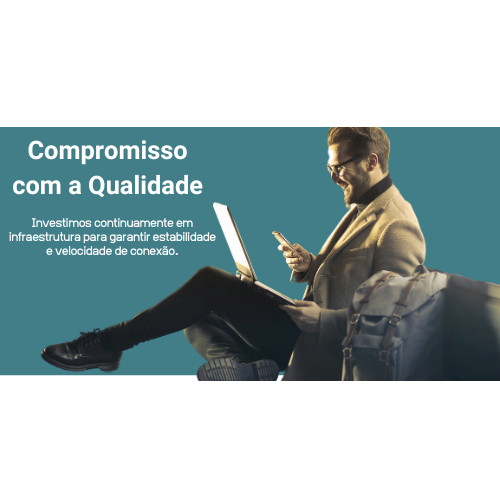 Compromisso
com a Qualidade
Investimos continuamente em
infraestrutura para garantir estabilidade
e velocidade de conexão.